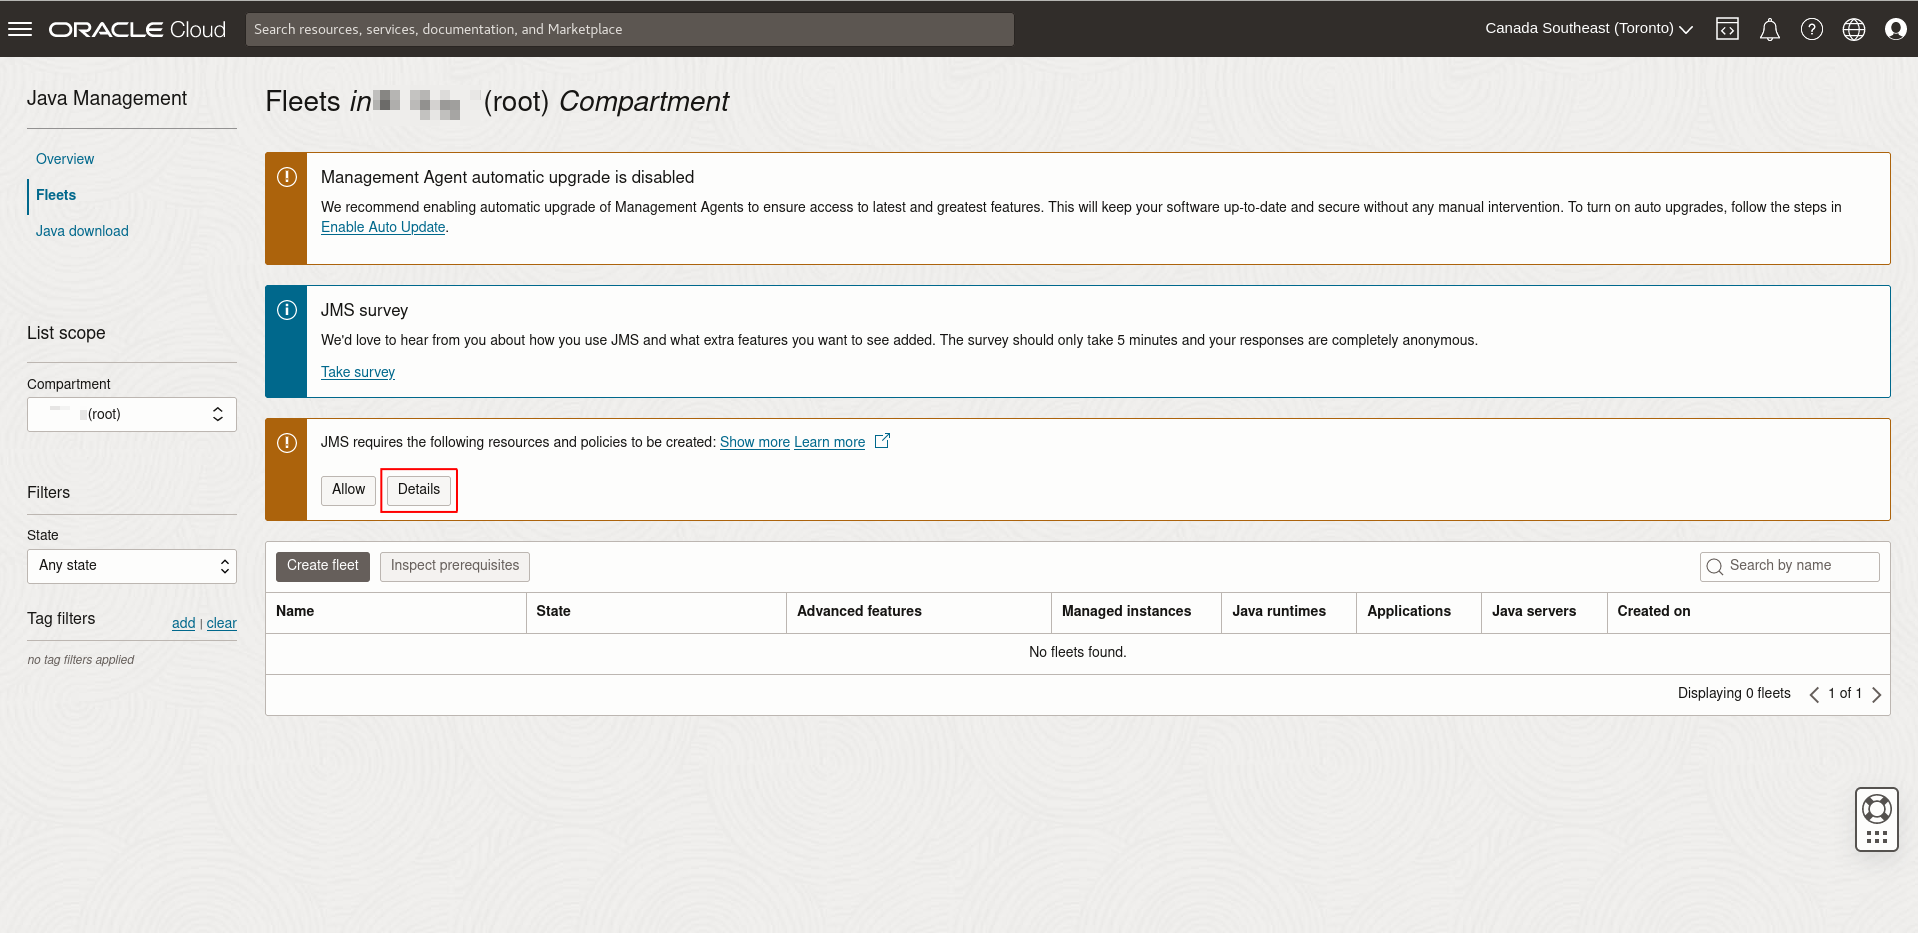 ORACLE Cloud
Search resources, services, documentation, and Marketplace
Canada Southeast (Toronto)
Java Management
Overview
Fleets
Java download
List scope
Compartment
(root)
Filters
State
Any state
Tag filters
add | clear
no tag filters applied
Fleets in (root) Compartment
Management Agent automatic upgrade is disabled
We recommend enabling automatic upgrade of Management Agents to ensure access to latest and greatest features. This will keep your software up-to-date and secure without any manual intervention. To turn on auto upgrades, follow the steps in
Enable Auto Update.
JMS survey
We'd love to hear from you about how you use JMS and what extra features you want to see added. The survey should only take 5 minutes and your responses are completely anonymous.
Take survey
JMS requires the following resources and policies to be created: Show more Learn more
Allow Details
Create fleet Inspect prerequisites Search by name
Name State Advanced features Managed instances Java runtimes Applications Java servers Created on
No fleets found.
Displaying 0 fleets 1 of 1